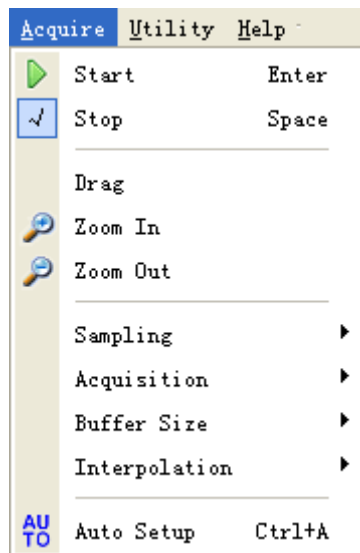 Acquire Utility Help
Start Enter
Stop Space
Drag
Zoom In
Zoom Out
Sampling
Acquisition
Buffer Size
Interpolation
AUTO Auto Setup Ctrl+A